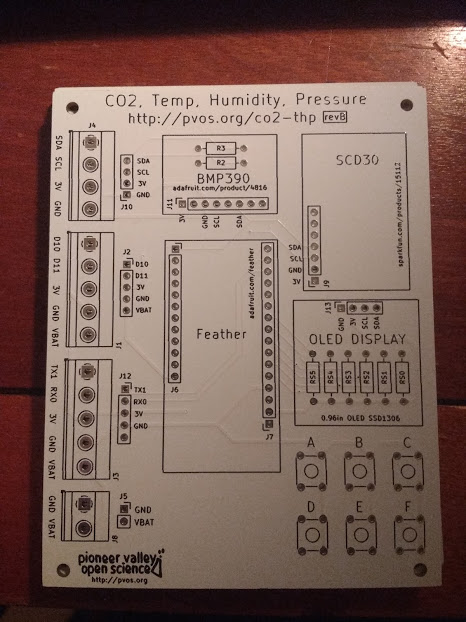 CO2, Temp, Humidity, Pressure
http://pvos.org/co2-thp revB
J4
SDA
SCL
3V
GND
SDA
SCL
3V
GND
J10
R3
R2
BMP390
adafruit.com/product/4816
J11
3V
GND
SCL
SDA
SCD30
sparkfun.com/products/15112
SDA
SCL
GND
3V
J9
D10
D11
3V
GND
VBAT
J1
J2
D10
D11
3V
GND
VBAT
Feather
adafruit.com/feather
J6
J7
J13
GND
3V
SCL
SDA
OLED DISPLAY
RS5
RS4
RS3
RS2
RS1
RS0
0.96in OLED SSD1306
TX1
RX0
3V
GND
VBAT
J3
J12
TX1
RX0
3V
GND
A
B
C
D
E
F
GND
VBAT
J8
J5
GND
VBAT
pioneer valley
open science
http://pvos.org